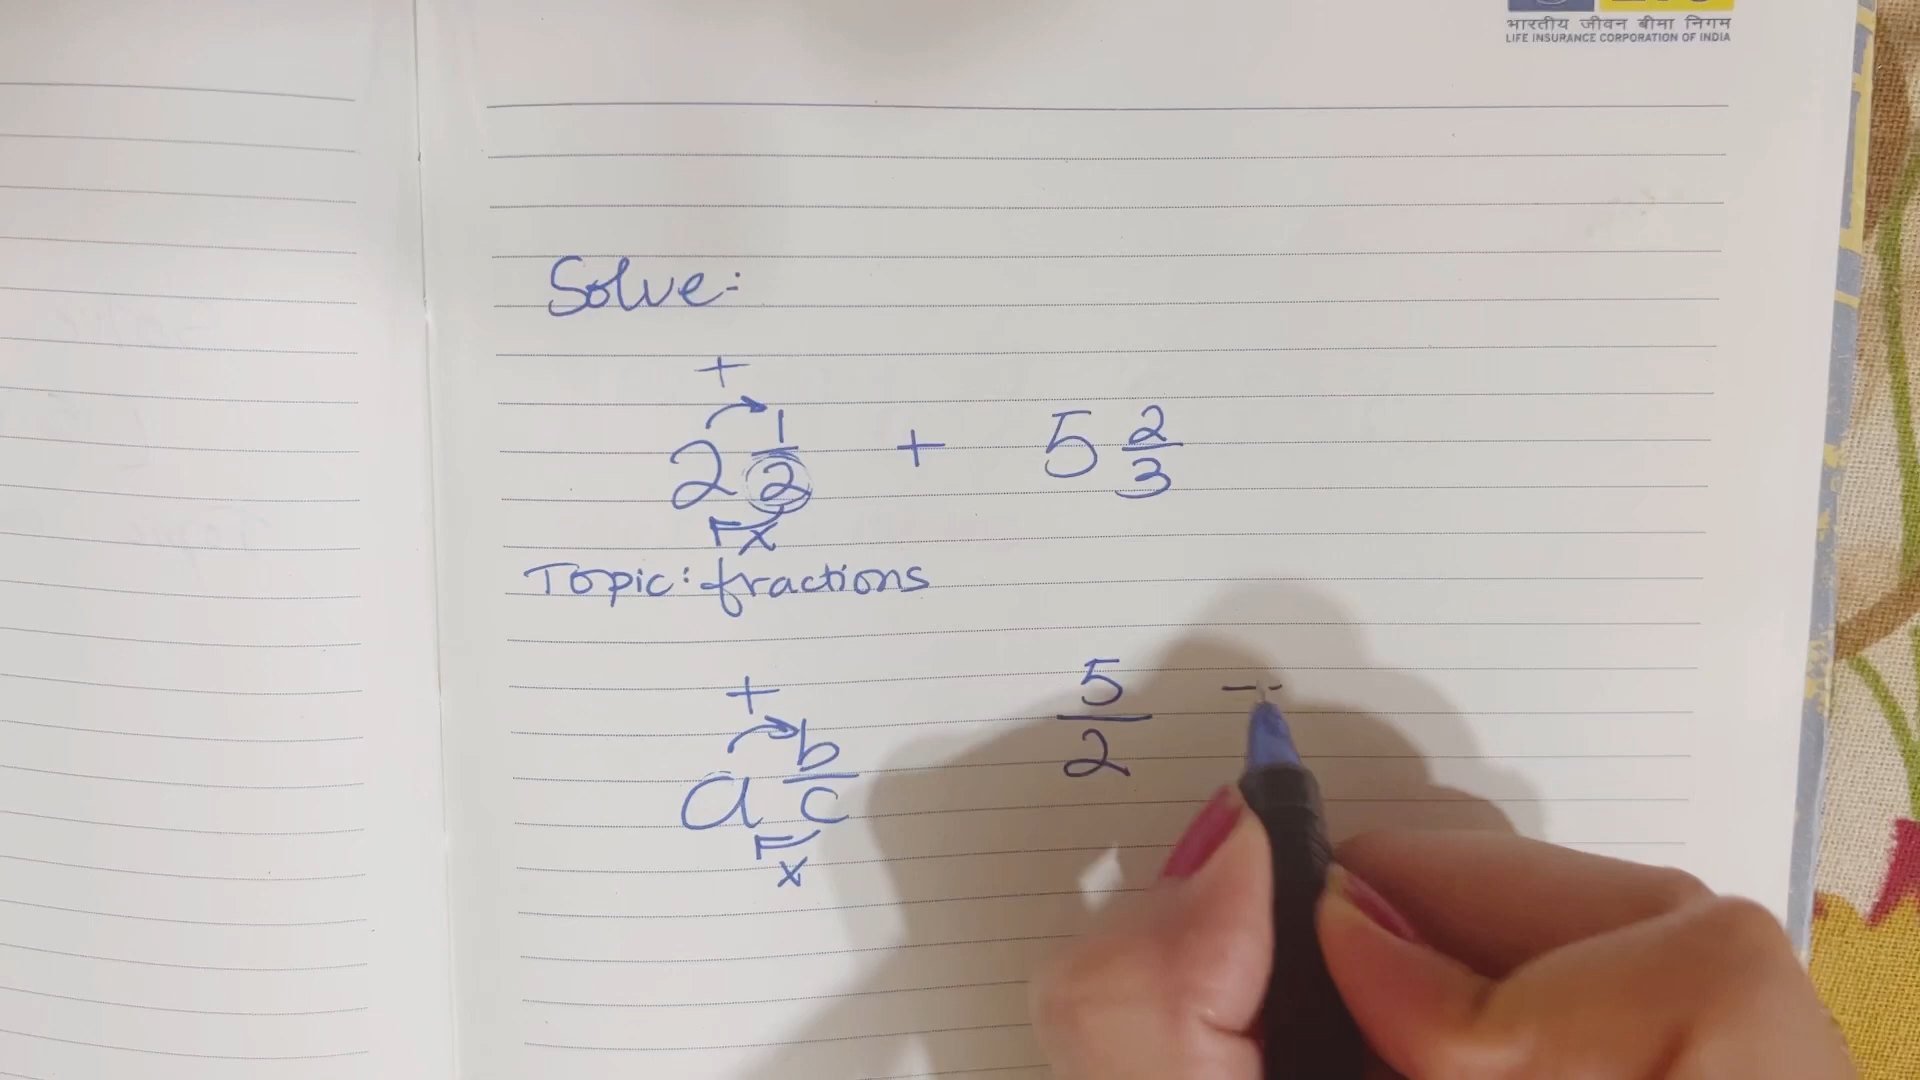 भारतीय जीवन बीमा निगम
LIFE INSURANCE CORPORATION OF INDIA
Solve:
+
2 1/2 + 5 2/3
x
Topic: fractions
+
a b/c
x
5/2 +